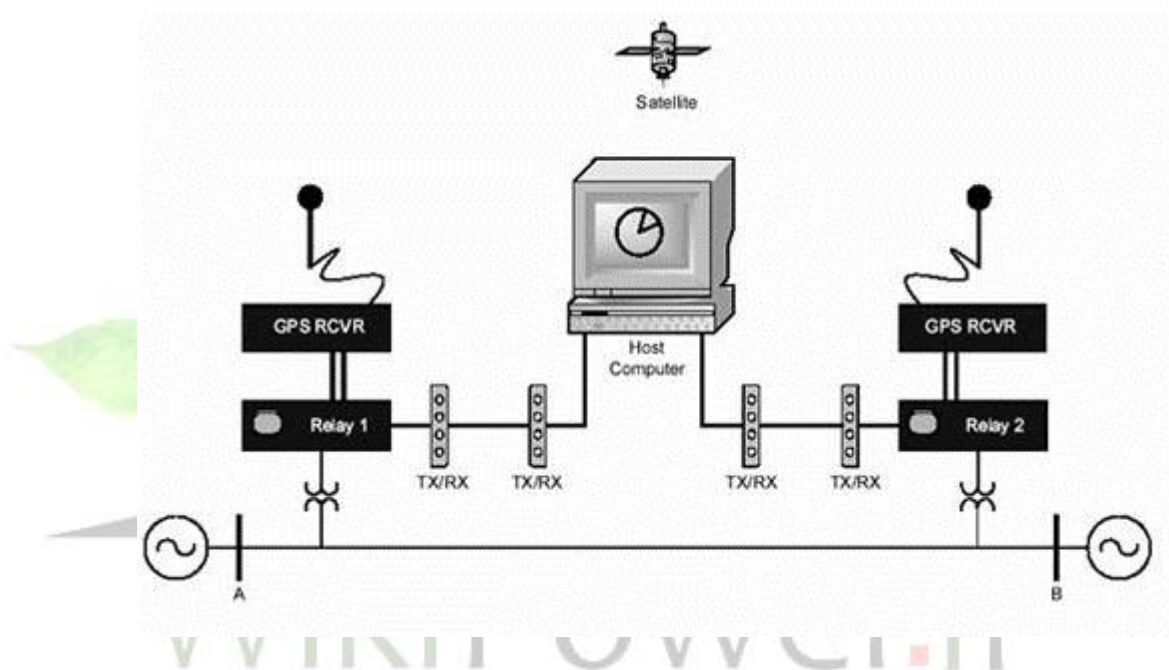 Satellite
GPS RCVR
GPS RCVR
Host
Computer
Relay 1
Relay 2
TX/RX
TX/RX
TX/RX
TX/RX
A
B